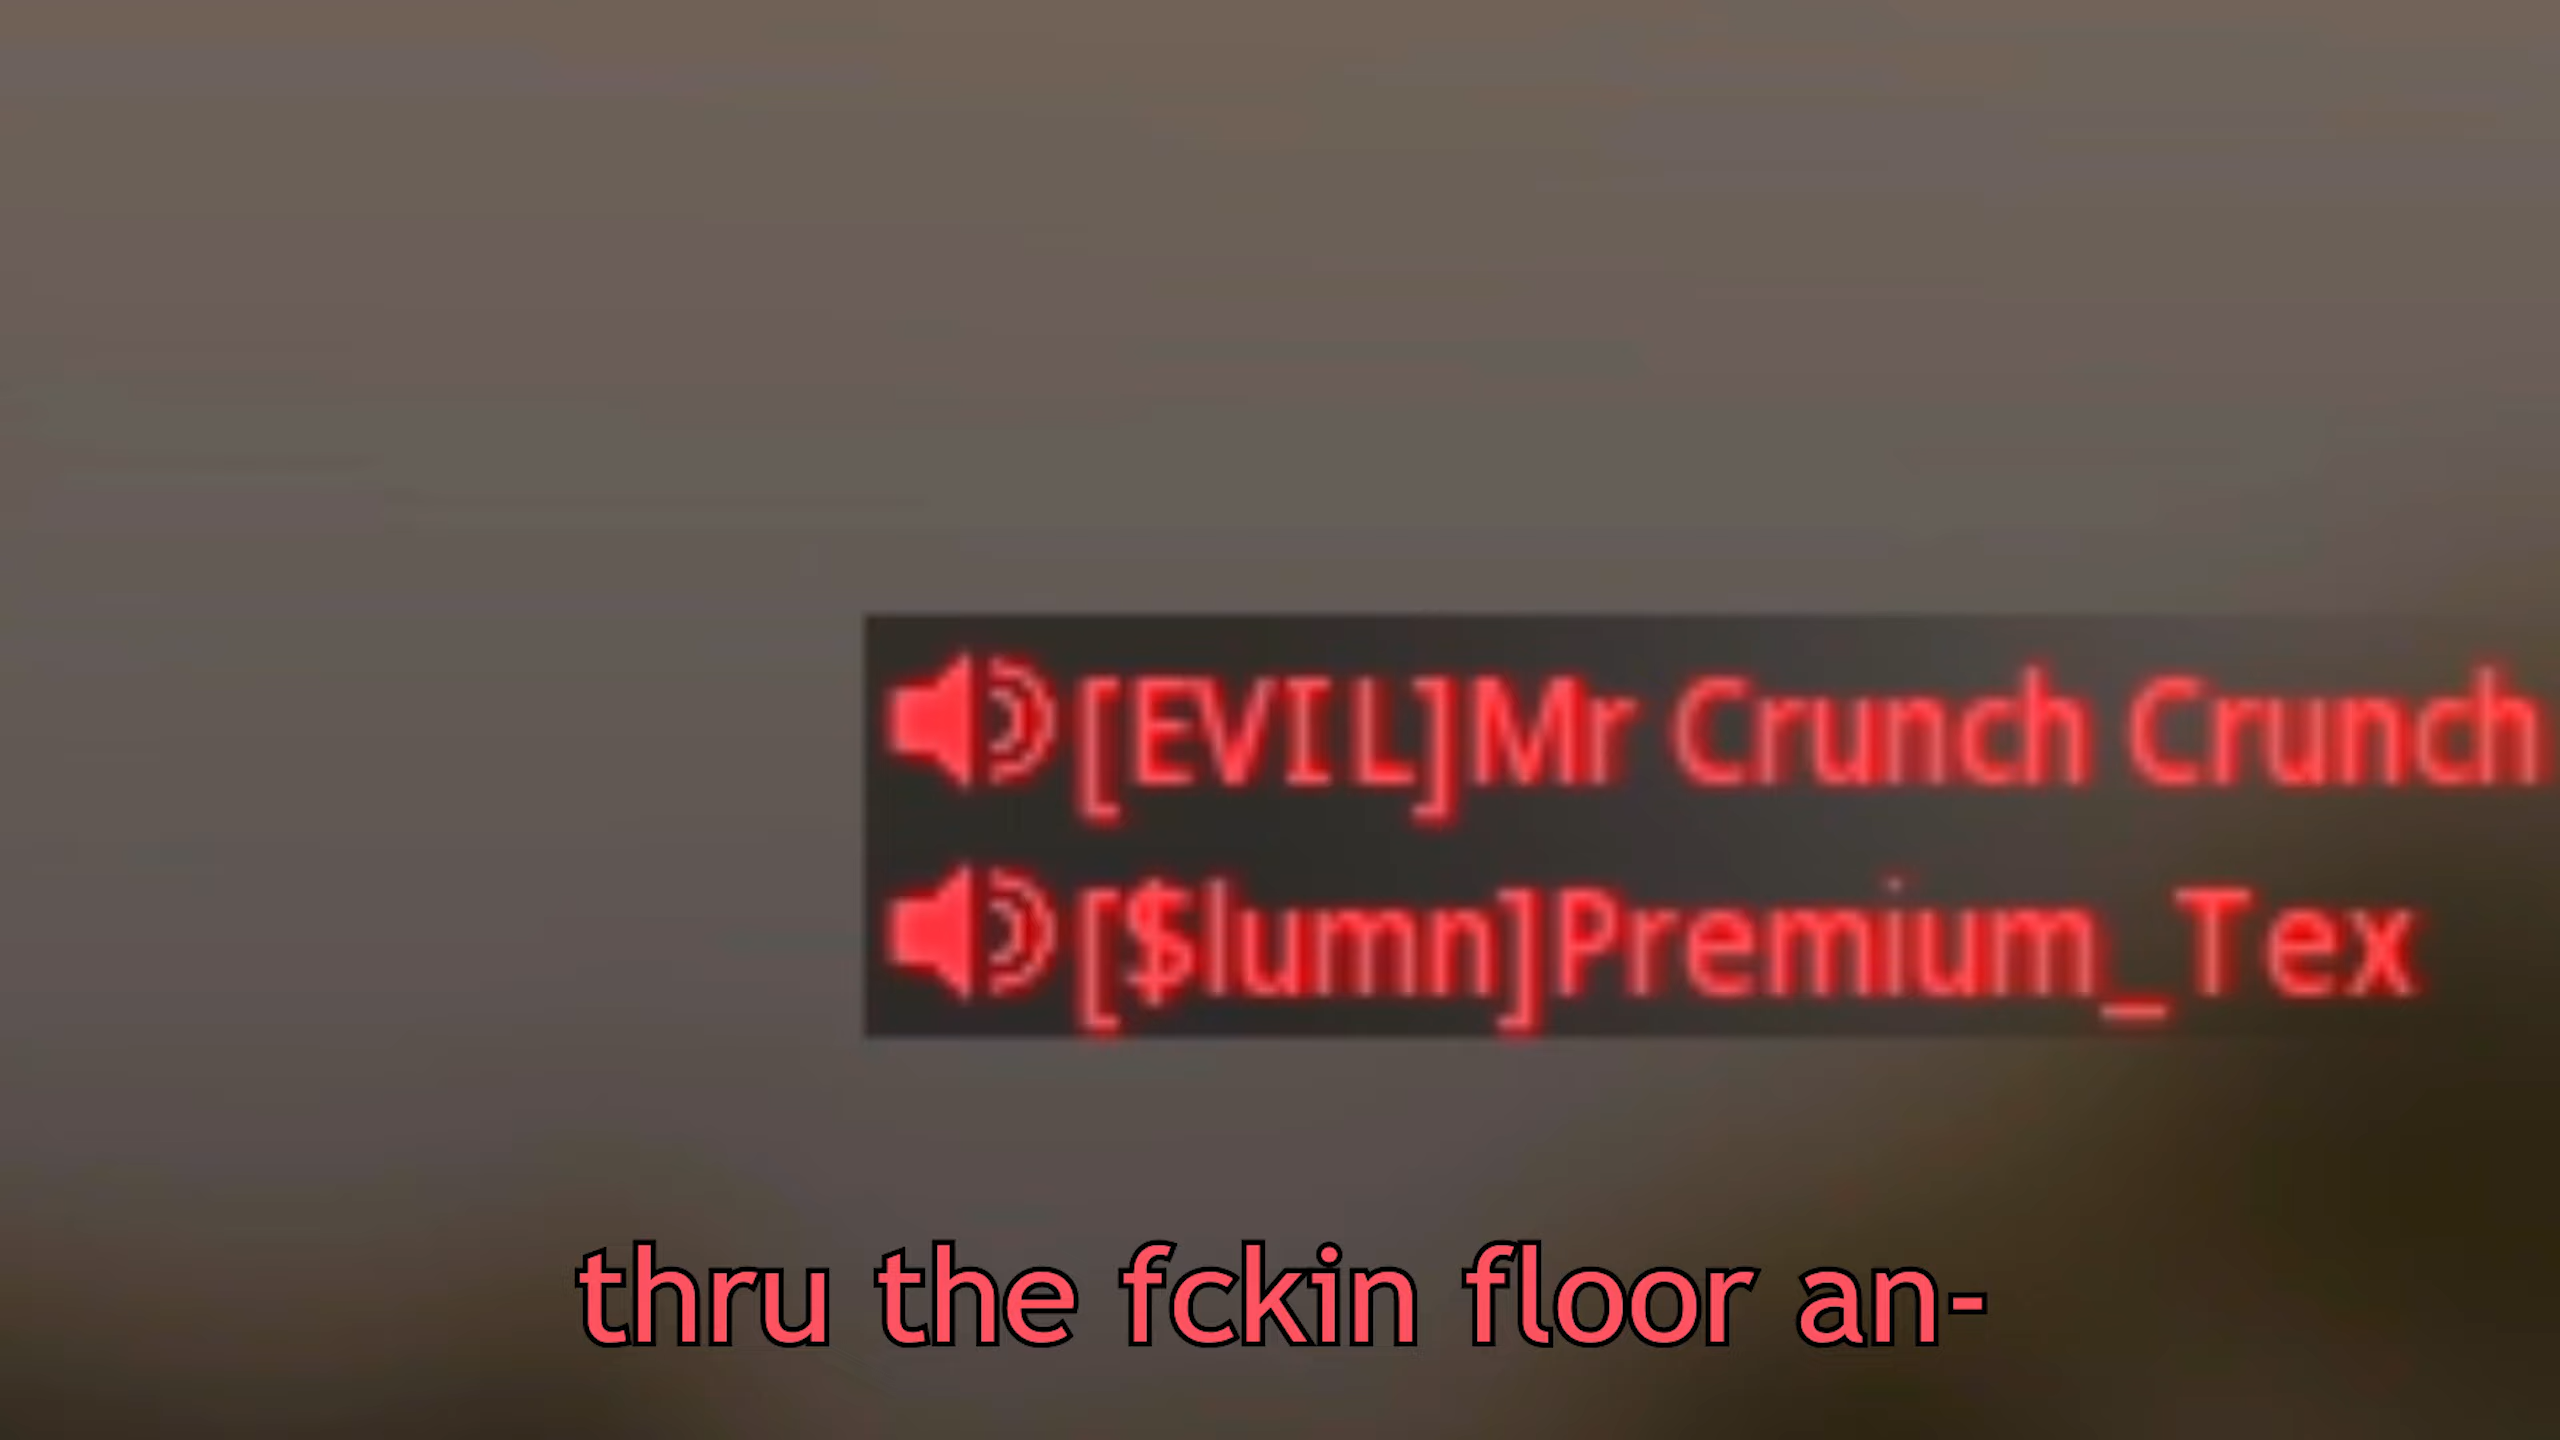 [EVIL]Mr Crunch Crunch
[$lumn]Premium_Tex
thru the fckin floor an-